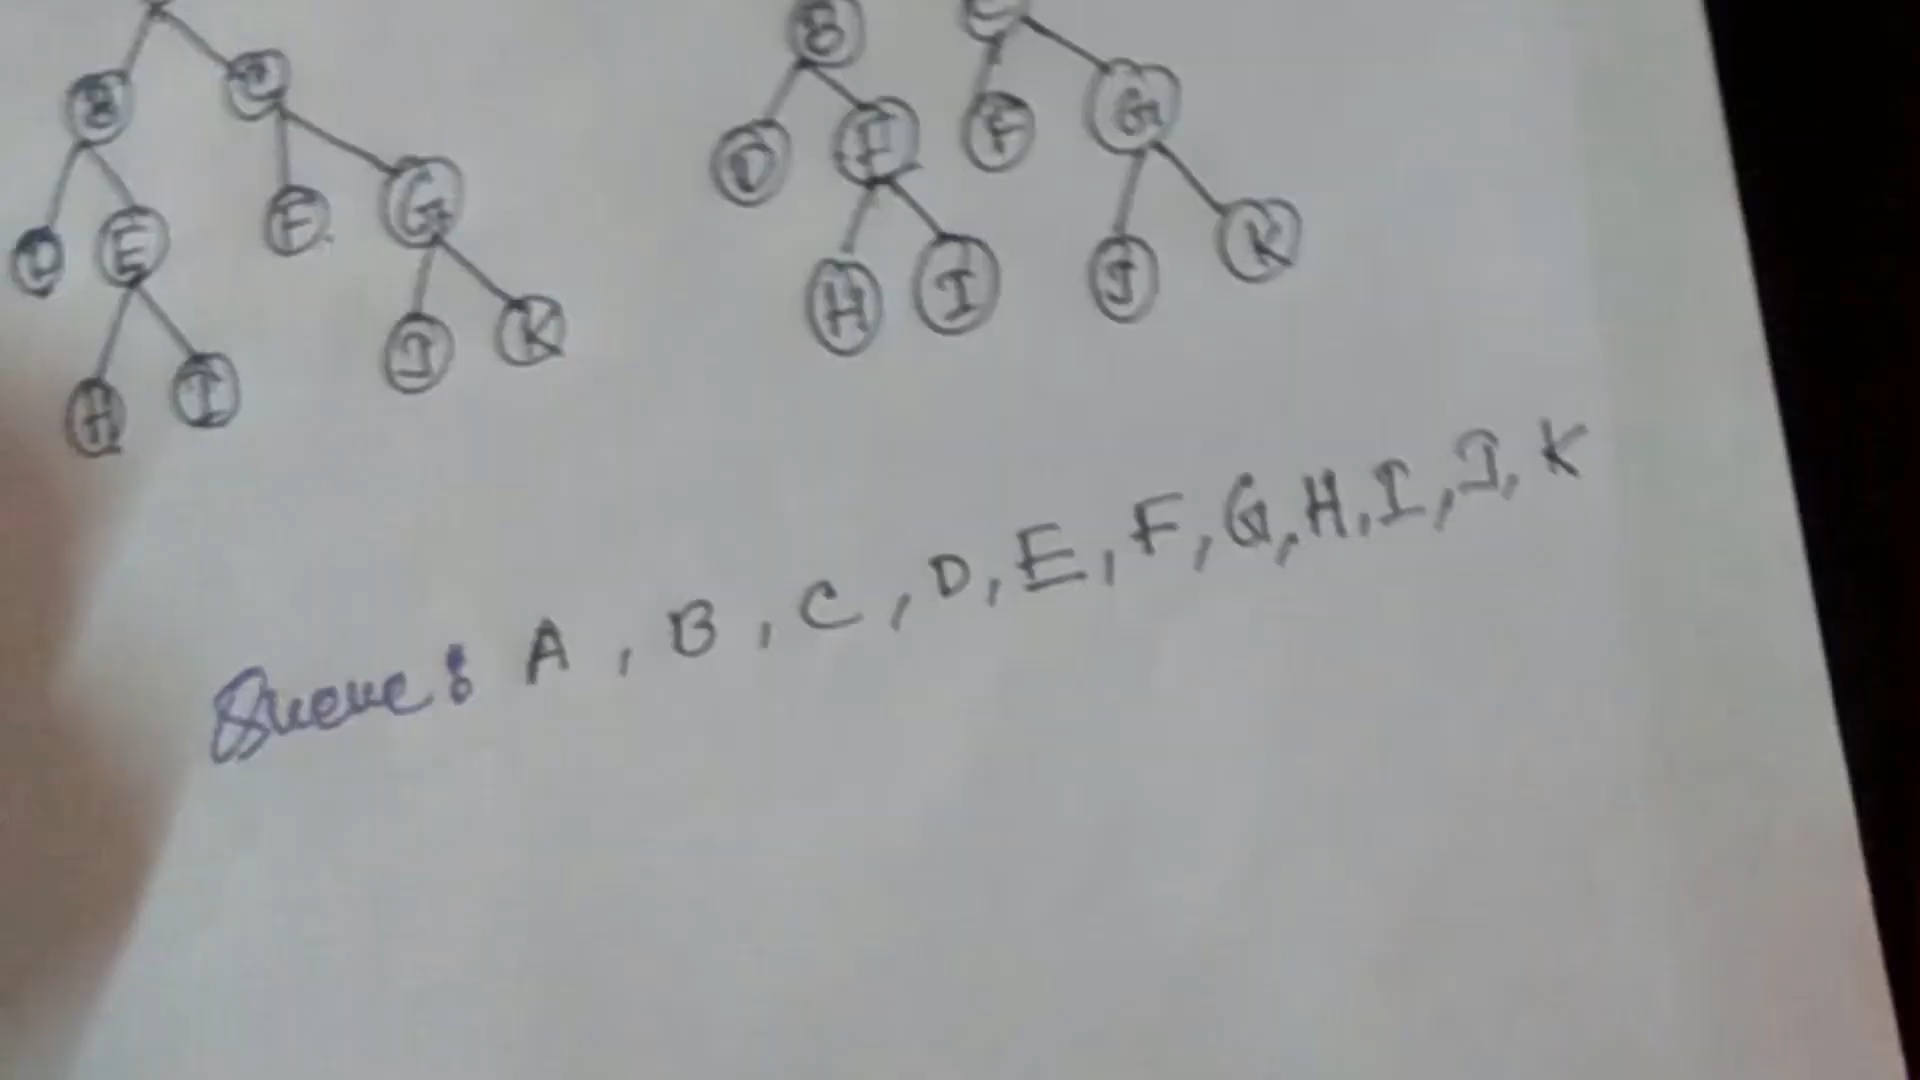 B C
D E F G
H I J K
B C
D E F G
H I J K
Queue: A, B, C, D, E, F, G, H, I, J, K